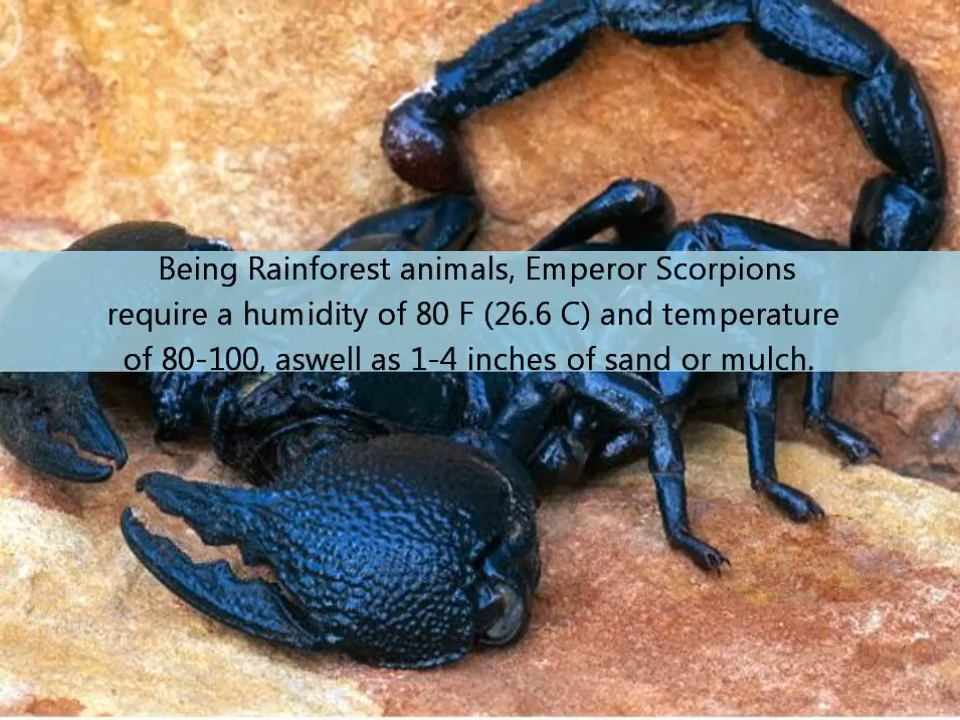 Being Rainforest animals, Emperor Scorpions
require a humidity of 80 F (26.6 C) and temperature
of 80-100, aswell as 1-4 inches of sand or mulch.